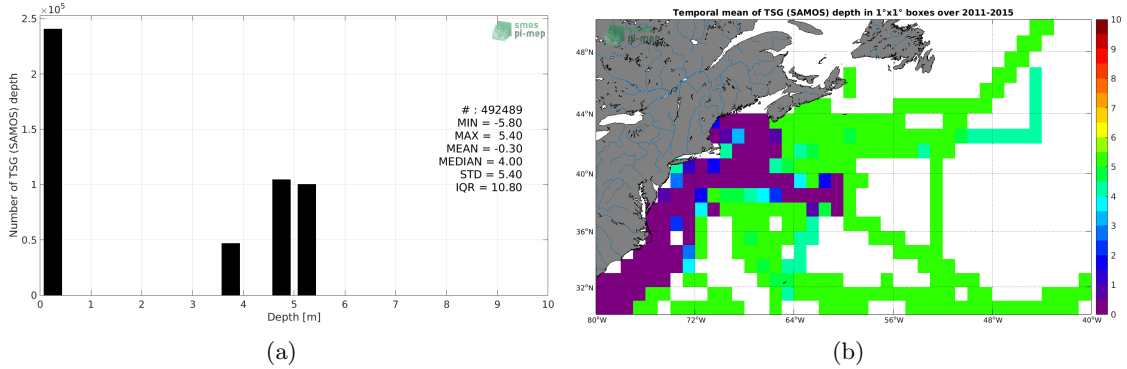 ×10⁵
2.5
2
1.5
1
0.5
0
0 1 2 3 4 5 6 7 8 9 10
Number of TSG (SAMOS) depth
Depth [m]
smos
pi-mep
# : 492489
MIN = -5.80
MAX = 5.40
MEAN = -0.30
MEDIAN = 4.00
STD = 5.40
IQR = 10.80
(a)
Temporal mean of TSG (SAMOS) depth in 1°x1° boxes over 2011-2015
smos
pi-mep
48°N
44°N
40°N
36°N
32°N
80°W 72°W 64°W 56°W 48°W 40°W
10
9
8
7
6
5
4
3
2
1
0
(b)